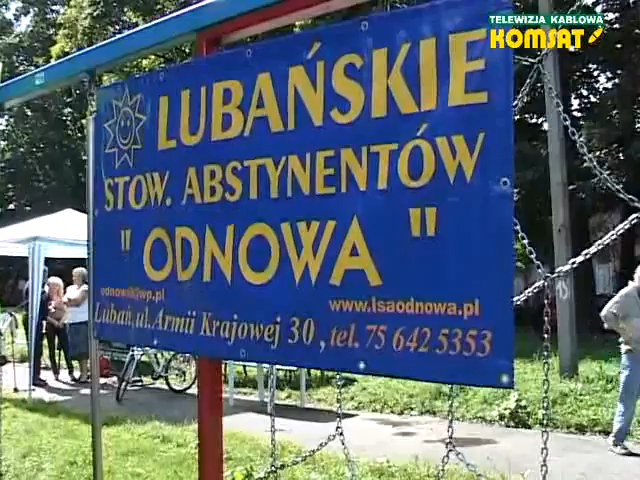 TELEWIZJA KABLOWA
KOMSAT
LUBAŃSKIE
STOW. ABSTYNENTÓW
"ODNOWA"
odnowik@wp.pl
www.lsaodnowa.pl
Lubań, ul. Armii Krajowej 30, tel. 75 642 5353